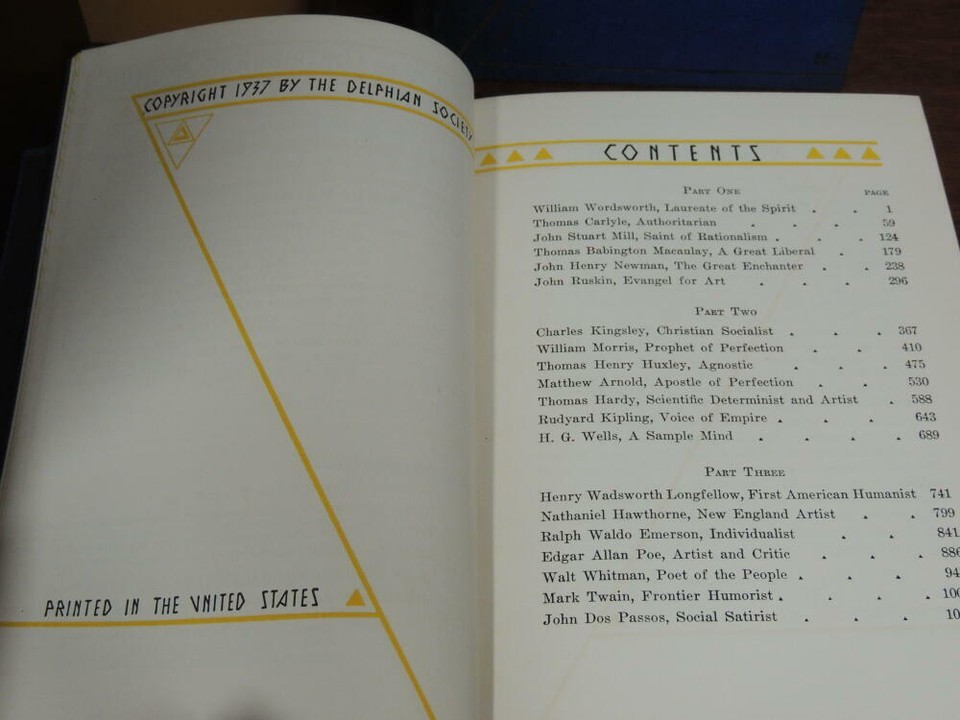 COPYRIGHT 1937 BY THE DELPHIAN SOCIETY
PRINTED IN THE UNITED STATES
CONTENTS
PART ONE PAGE
William Wordsworth, Laureate of the Spirit . . 1
Thomas Carlyle, Authoritarian . . . 59
John Stuart Mill, Saint of Rationalism . . . 124
Thomas Babington Macaulay, A Great Liberal . 179
John Henry Newman, The Great Enchanter . . 238
John Ruskin, Evangel for Art . . . 296
PART TWO
Charles Kingsley, Christian Socialist . . . 367
William Morris, Prophet of Perfection . . 410
Thomas Henry Huxley, Agnostic . . . 475
Matthew Arnold, Apostle of Perfection . . 530
Thomas Hardy, Scientific Determinist and Artist . 588
Rudyard Kipling, Voice of Empire . . . 643
H. G. Wells, A Sample Mind . . . . 689
PART THREE
Henry Wadsworth Longfellow, First American Humanist 741
Nathaniel Hawthorne, New England Artist . . 799
Ralph Waldo Emerson, Individualist . . 841
Edgar Allan Poe, Artist and Critic . . . 886
Walt Whitman, Poet of the People . . .
Mark Twain, Frontier Humorist . . . .
John Dos Passos, Social Satirist . . .